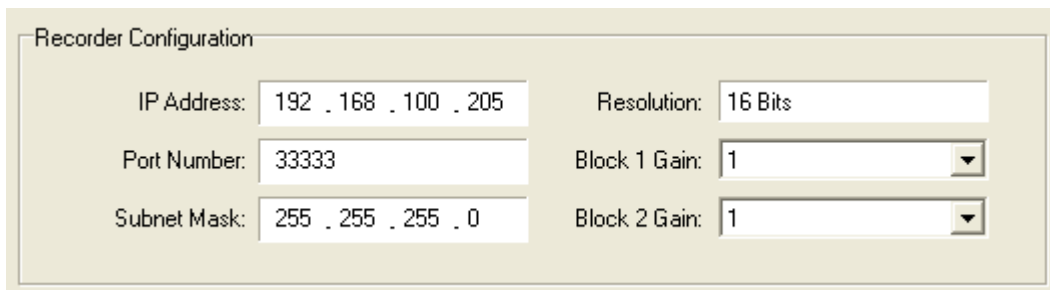 Recorder Configuration
IP Address: 192 . 168 . 100 . 205 Resolution: 16 Bits
Port Number: 33333 Block 1 Gain: 1
Subnet Mask: 255 . 255 . 255 . 0 Block 2 Gain: 1